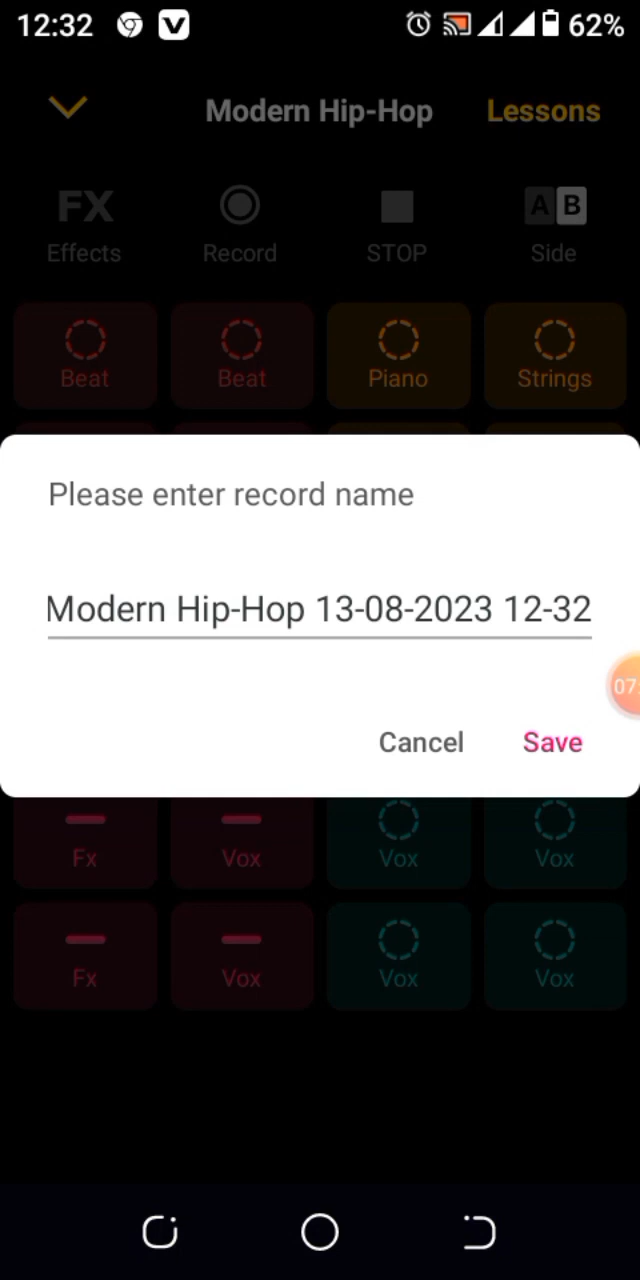 12:32 62%
Modern Hip-Hop Lessons
FX A B
Effects Record STOP Side
Beat Beat Piano Strings
Please enter record name
Modern Hip-Hop 13-08-2023 12-32
07
Cancel Save
Fx Vox Vox Vox
Fx Vox Vox Vox